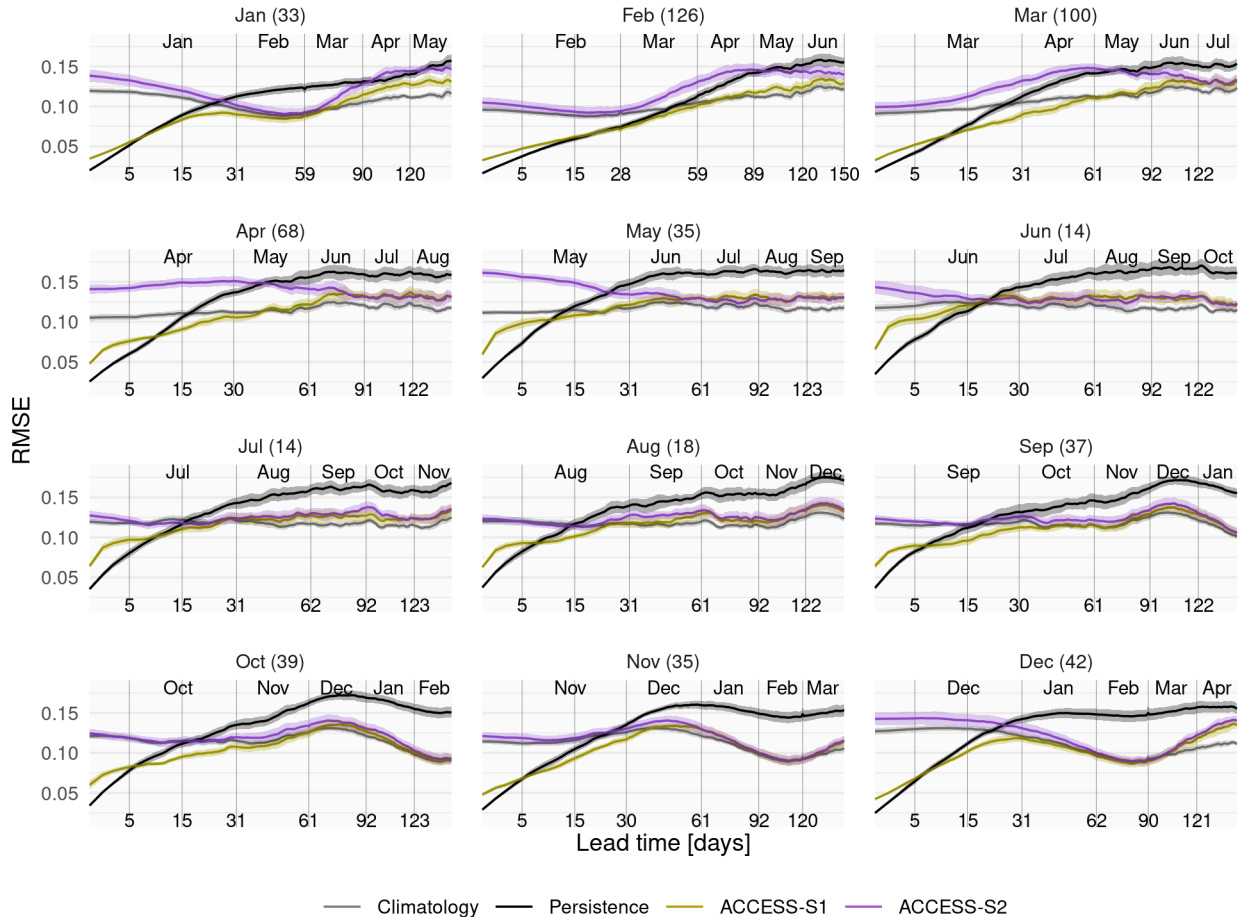 Jan (33) Feb (126) Mar (100)
Jan Feb Mar Apr May Feb Mar Apr May Jun Mar Apr May Jun Jul
0.15
0.10
0.05
5 15 31 59 90 120 5 15 28 59 89 120 150 5 15 31 61 92 122
Apr (68) May (35) Jun (14)
Apr May Jun Jul Aug May Jun Jul Aug Sep Jun Jul Aug Sep Oct
0.15
0.10
0.05
5 15 30 61 91 122 5 15 31 61 92 123 5 15 30 61 92 122
RMSE
Jul (14) Aug (18) Sep (37)
Jul Aug Sep Oct Nov Aug Sep Oct Nov Dec Sep Oct Nov Dec Jan
0.15
0.10
0.05
5 15 31 62 92 123 5 15 31 61 92 122 5 15 30 61 91 122
Oct (39) Nov (35) Dec (42)
Oct Nov Dec Jan Feb Nov Dec Jan Feb Mar Dec Jan Feb Mar Apr
0.15
0.10
0.05
5 15 31 61 92 123 5 15 30 61 92 120 5 15 31 62 90 121
Lead time [days]
Climatology Persistence ACCESS-S1 ACCESS-S2